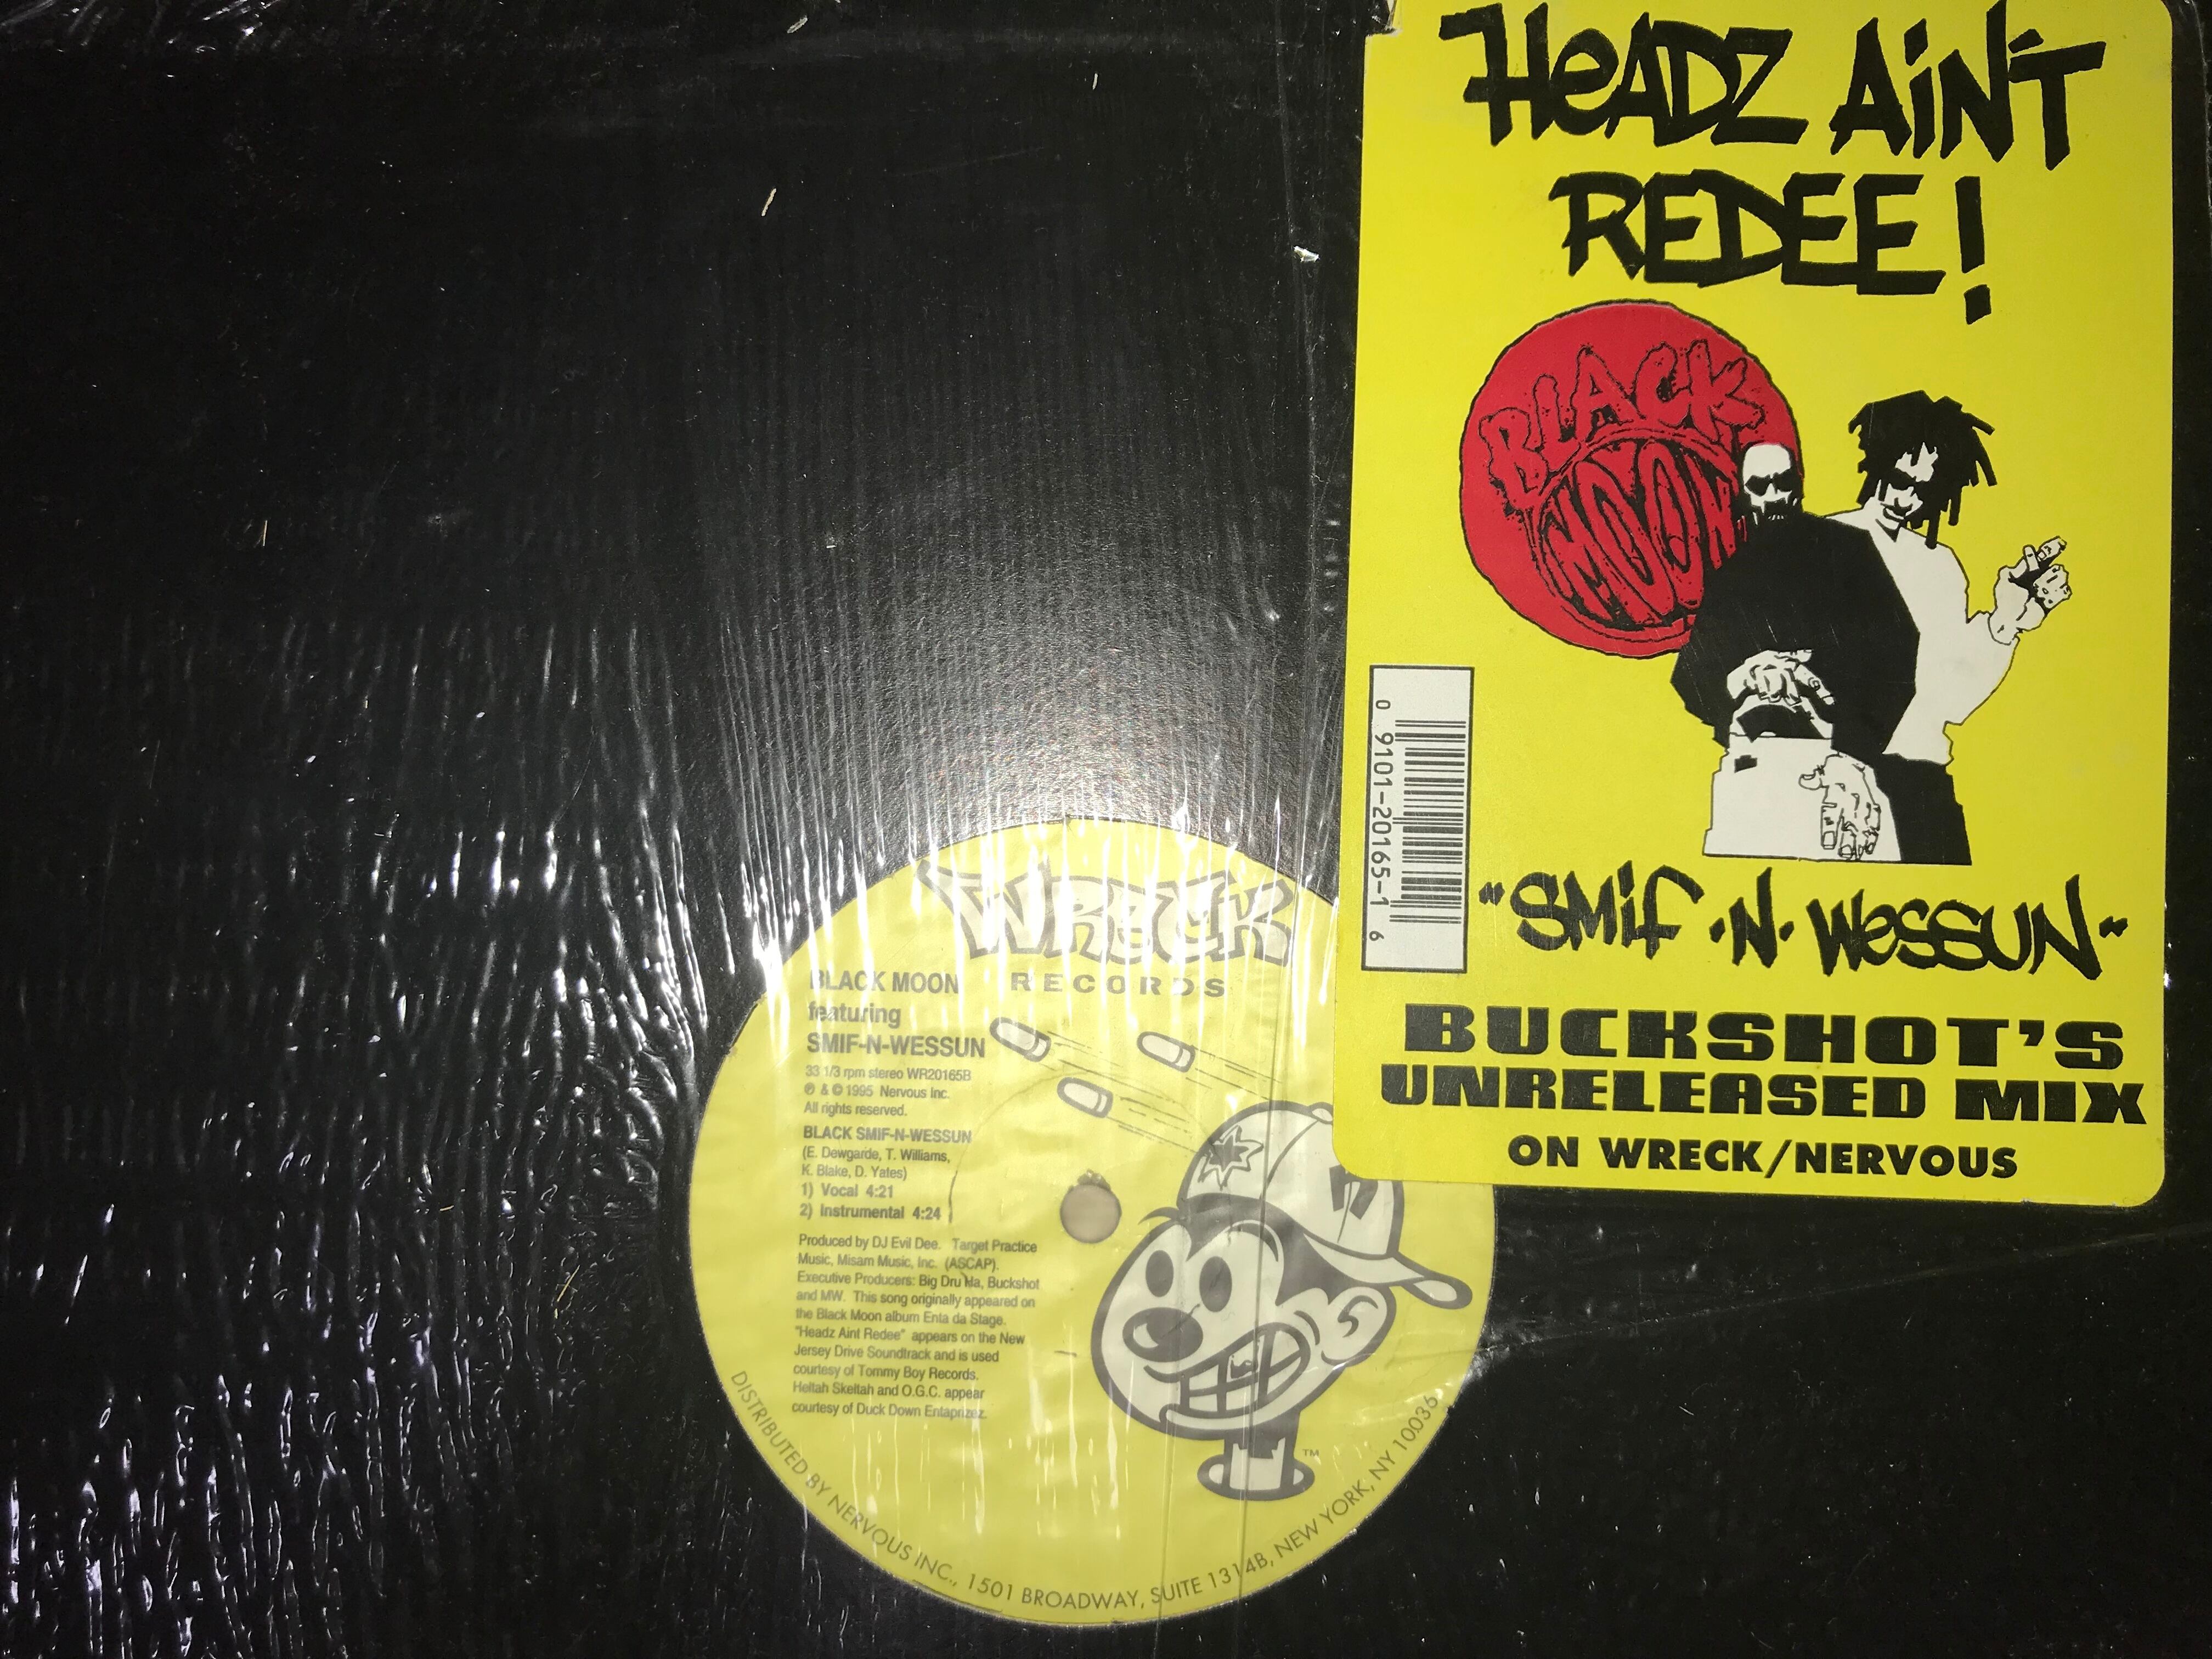 HEADZ AIN'T
REDEE!
BLACK
MOON
0 9101-20165-1 6
"SMIF-N-WESSUN"
BUCKSHOT'S
UNRELEASED MIX
ON WRECK/NERVOUS
WRECK
RECORDS
BLACK MOON
featuring
SMIF-N-WESSUN
33 1/3 rpm stereo WR20165B
℗ & © 1995 Nervous Inc.
All rights reserved.
BLACK SMIF-N-WESSUN
(E. Dewgarde, T. Williams,
K. Blake, D. Yates)
1) Vocal 4:21
2) Instrumental 4:24
Produced by DJ Evil Dee. Target Practice
Music, Misam Music, Inc. (ASCAP).
Executive Producers: Big Dru Ha, Buckshot
and MW. This song originally appeared on
the Black Moon album Enta da Stage.
"Headz Aint Redee" appears on the New
Jersey Drive Soundtrack and is used
courtesy of Tommy Boy Records.
Heltah Skeltah and O.G.C. appear
courtesy of Duck Down Entaprizez.
TM
DISTRIBUTED BY NERVOUS INC., 1501 BROADWAY, SUITE 1314B, NEW YORK, NY 10036